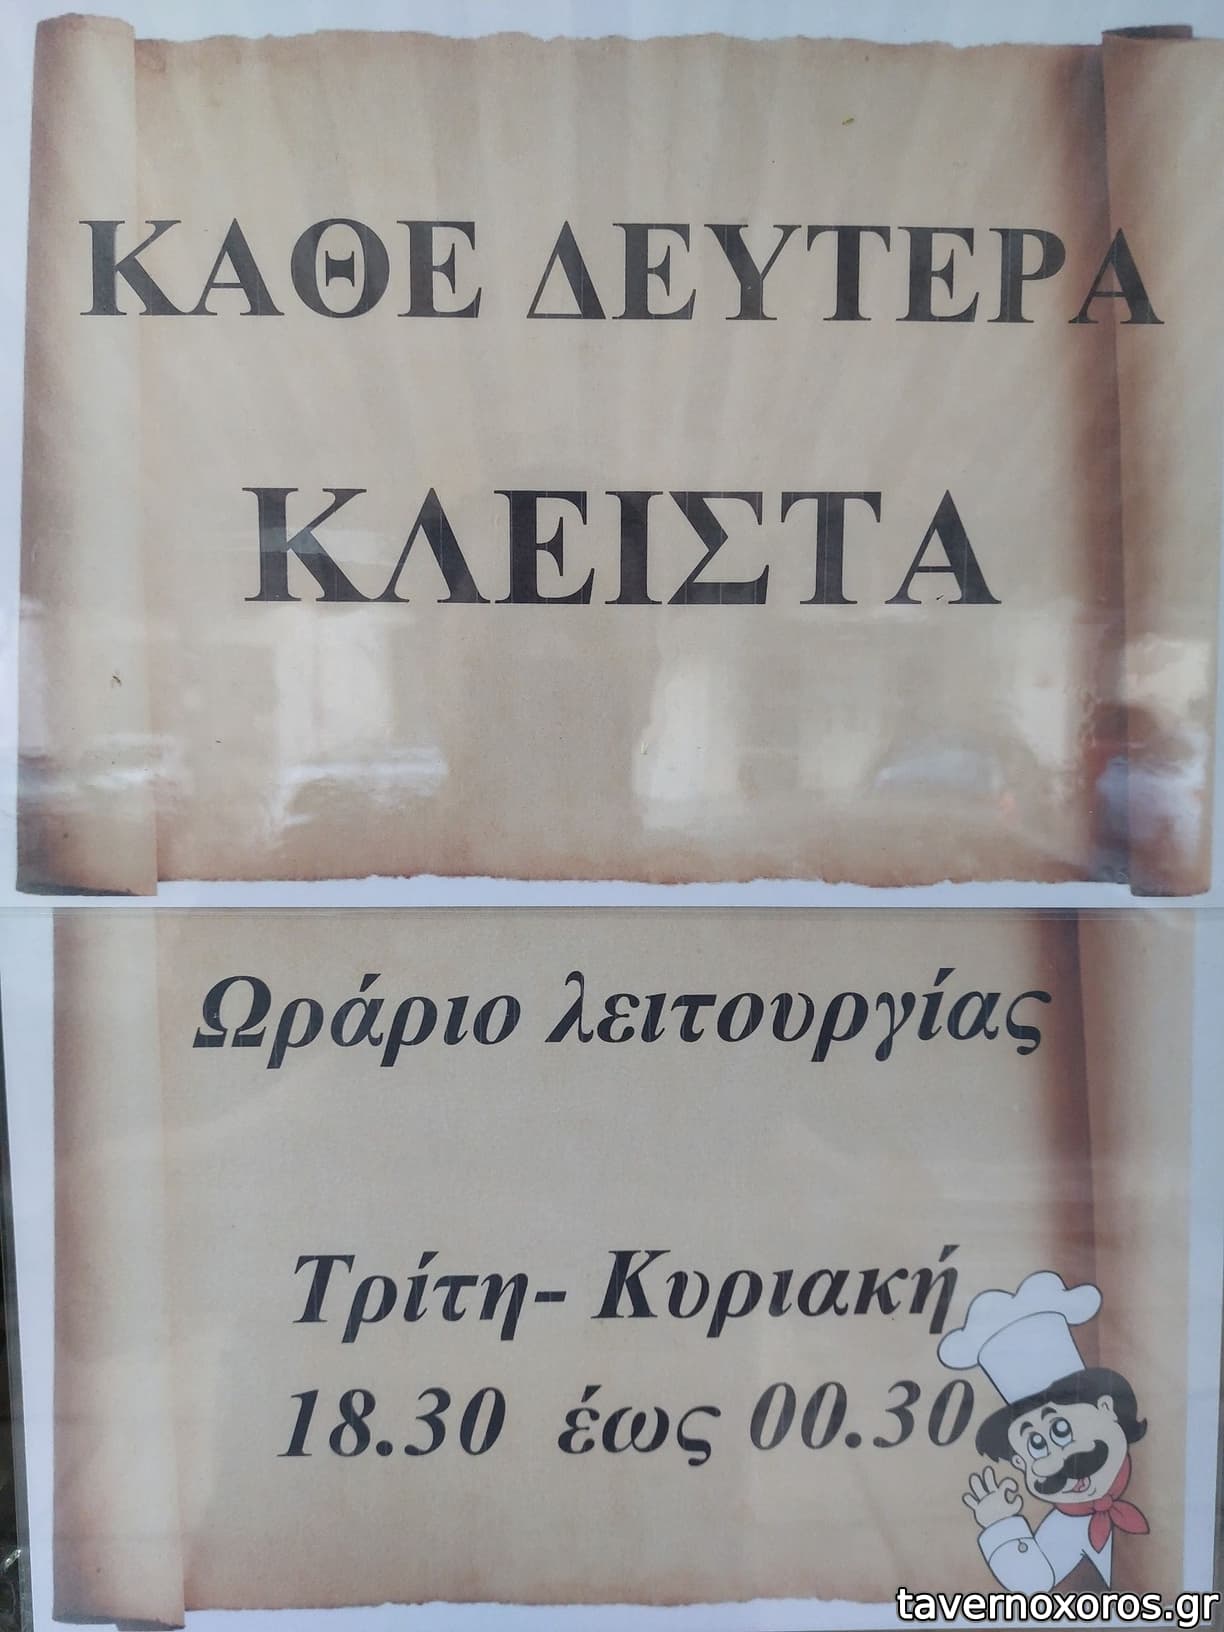 ΚΑΘΕ ΔΕΥΤΕΡΑ
ΚΛΕΙΣΤΑ
Ωράριο λειτουργίας
Τρίτη- Κυριακή
18.30 έως 00.30
tavernoxoros.gr